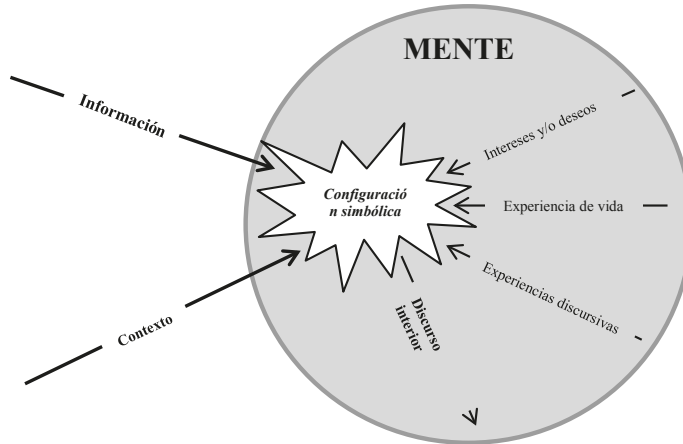 MENTE
Información
Intereses y/o deseos
Configuració
n simbólica
Experiencia de vida
Experiencias discursivas
Discurso
interior
Contexto